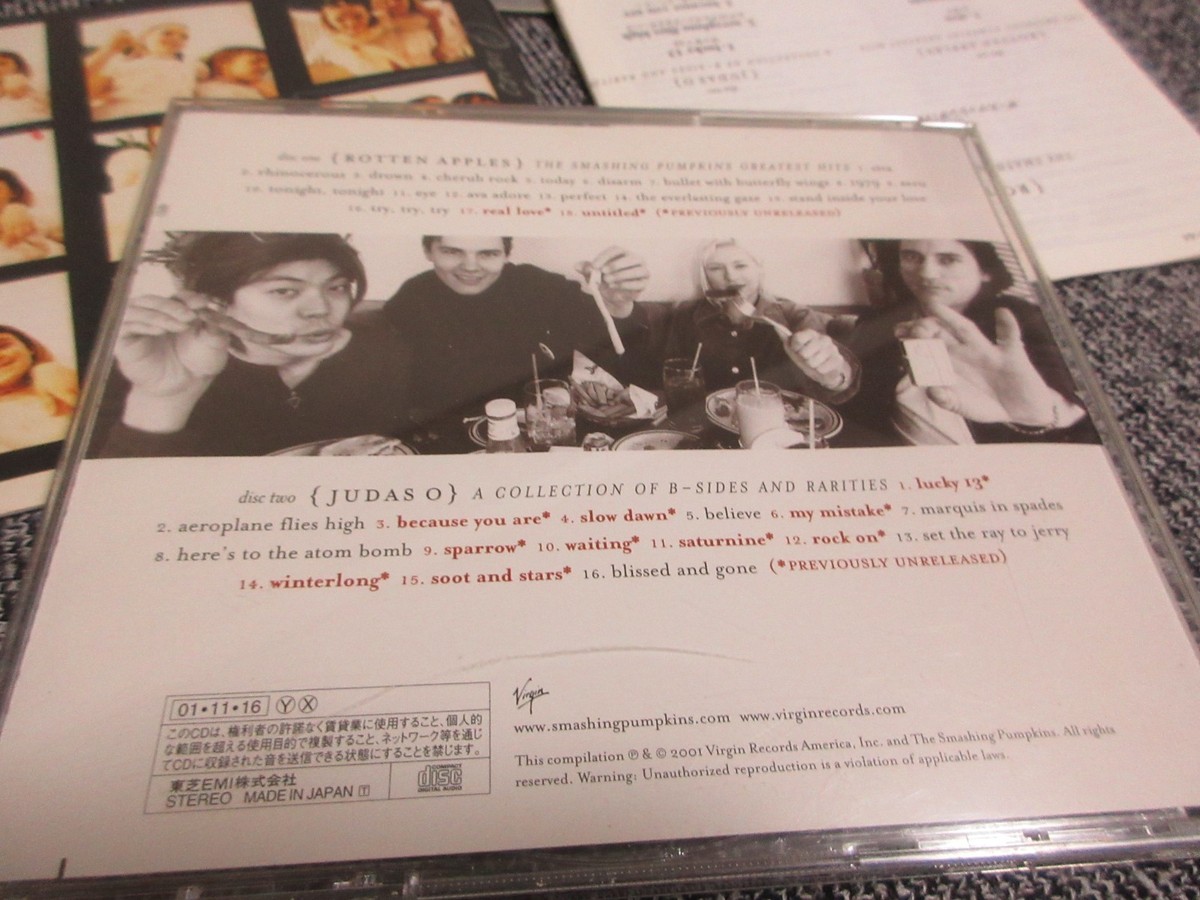 disc one {ROTTEN APPLES} THE SMASHING PUMPKINS GREATEST HITS 1. siva
2. rhinoceros 3. drown 4. cherub rock 5. today 6. disarm 7. bullet with butterfly wings 8. 1979 9. zero
10. tonight, tonight 11. eye 12. ava adore 13. perfect 14. the everlasting gaze 15. stand inside your love
16. try, try, try 17. real love* 18. untitled* (*PREVIOUSLY UNRELEASED)
disc two {JUDAS O} A COLLECTION OF B-SIDES AND RARITIES 1. lucky 13*
2. aeroplane flies high 3. because you are* 4. slow dawn* 5. believe 6. my mistake* 7. marquis in spades
8. here's to the atom bomb 9. sparrow* 10. waiting* 11. saturnine* 12. rock on* 13. set the ray to jerry
14. winterlong* 15. soot and stars* 16. blissed and gone (*PREVIOUSLY UNRELEASED)
01•11•16 Ⓨ Ⓧ
このCDは、権利者の許諾なく賃貸業に使用すること、個人的
な範囲を超える使用目的で複製すること、ネットワーク等を通じ
てCDに収録された音を送信できる状態にすることを禁じます。
東芝EMI株式会社
STEREO MADE IN JAPAN T
COMPACT
disc
DIGITAL AUDIO
Virgin
www.smashingpumpkins.com www.virginrecords.com
This compilation ℗ & © 2001 Virgin Records America, Inc. and The Smashing Pumpkins. All rights
reserved. Warning: Unauthorized reproduction is a violation of applicable laws.